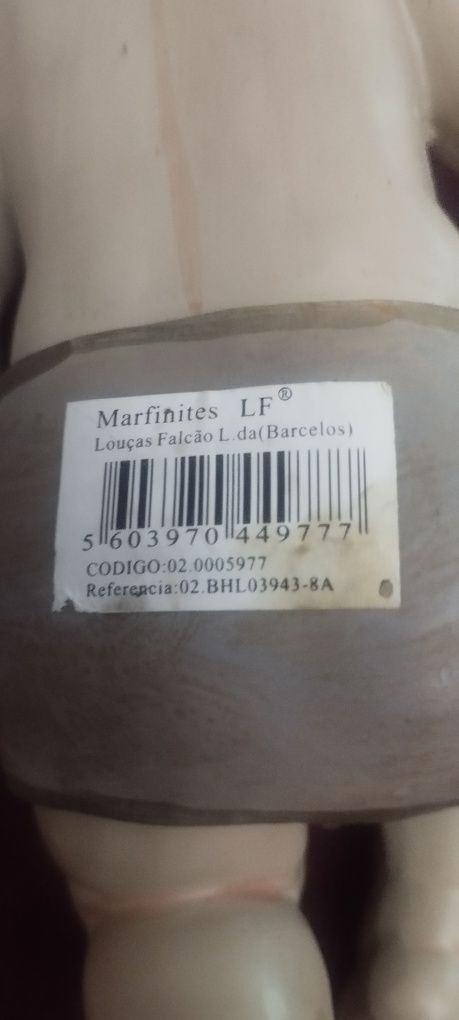 Marfinites LF®
Louças Falcão L.da(Barcelos)
5 603970 449777
CODIGO:02.0005977
Referencia:02.BHL03943-8A